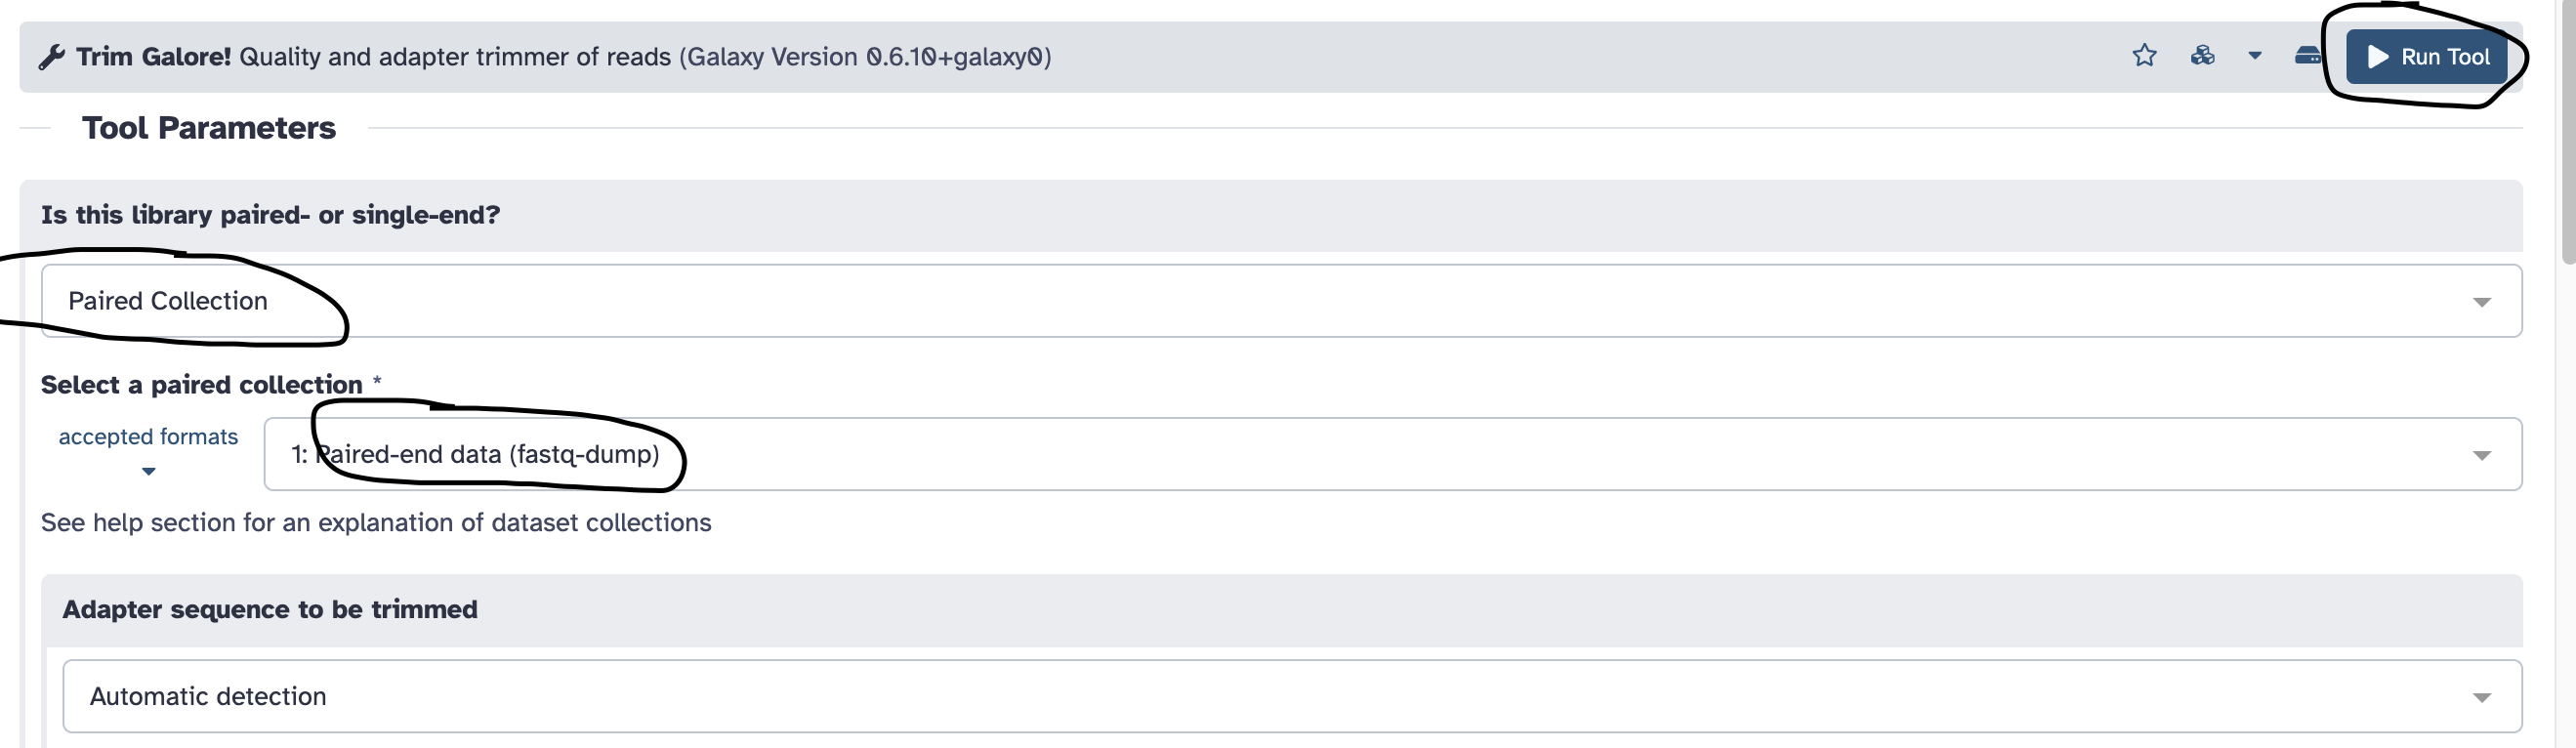 Trim Galore! Quality and adapter trimmer of reads (Galaxy Version 0.6.10+galaxy0)
Run Tool
Tool Parameters
Is this library paired- or single-end?
Paired Collection
Select a paired collection *
accepted formats
1: Paired-end data (fastq-dump)
See help section for an explanation of dataset collections
Adapter sequence to be trimmed
Automatic detection